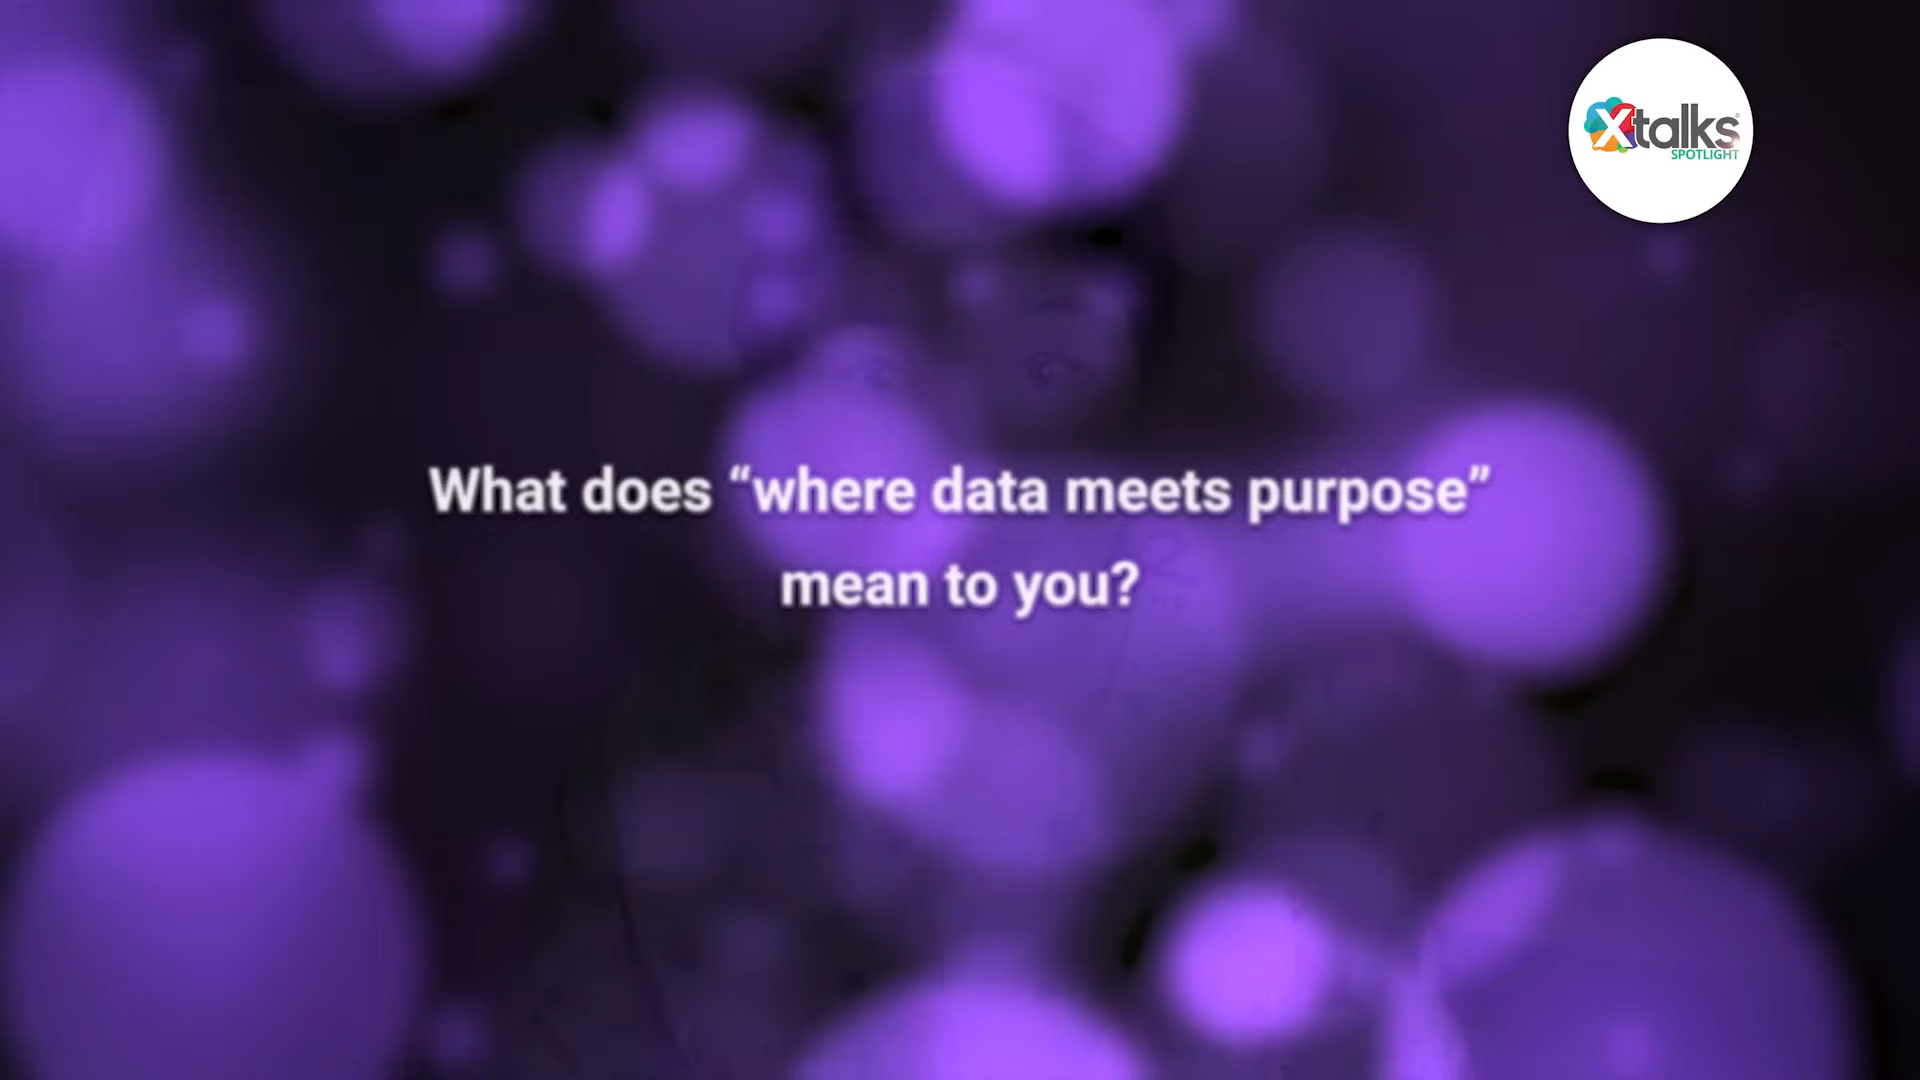 Xtalks
SPOTLIGHT
What does “where data meets purpose”
mean to you?